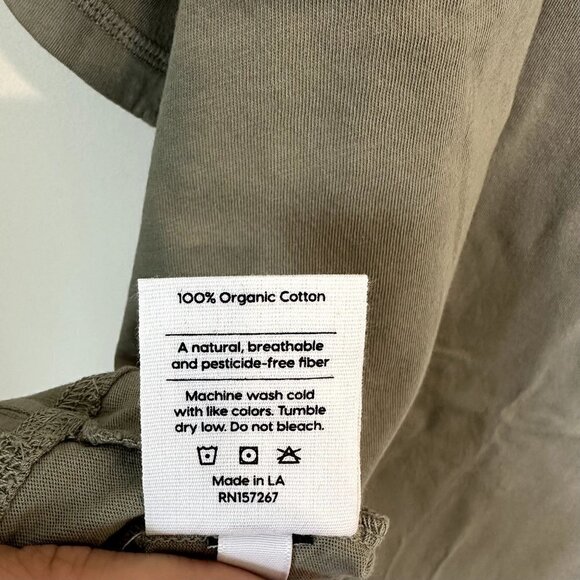 100% Organic Cotton
A natural, breathable
and pesticide-free fiber
Machine wash cold
with like colors. Tumble
dry low. Do not bleach.
Made in LA
RN157267